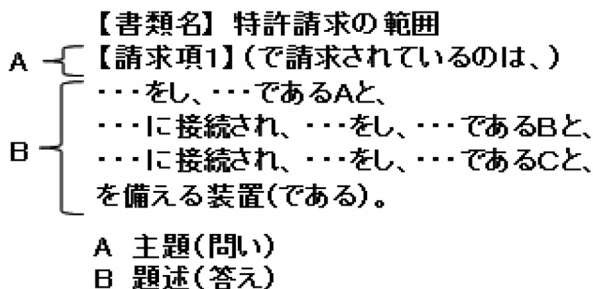 【書類名】特許請求の範囲
A 【請求項1】(で請求されているのは、)
・・・をし、・・・であるAと、
・・・に接続され、・・・をし、・・・であるBと、
B ・・・に接続され、・・・をし、・・・であるCと、
を備える装置(である)。
A 主題(問い)
B 題述(答え)